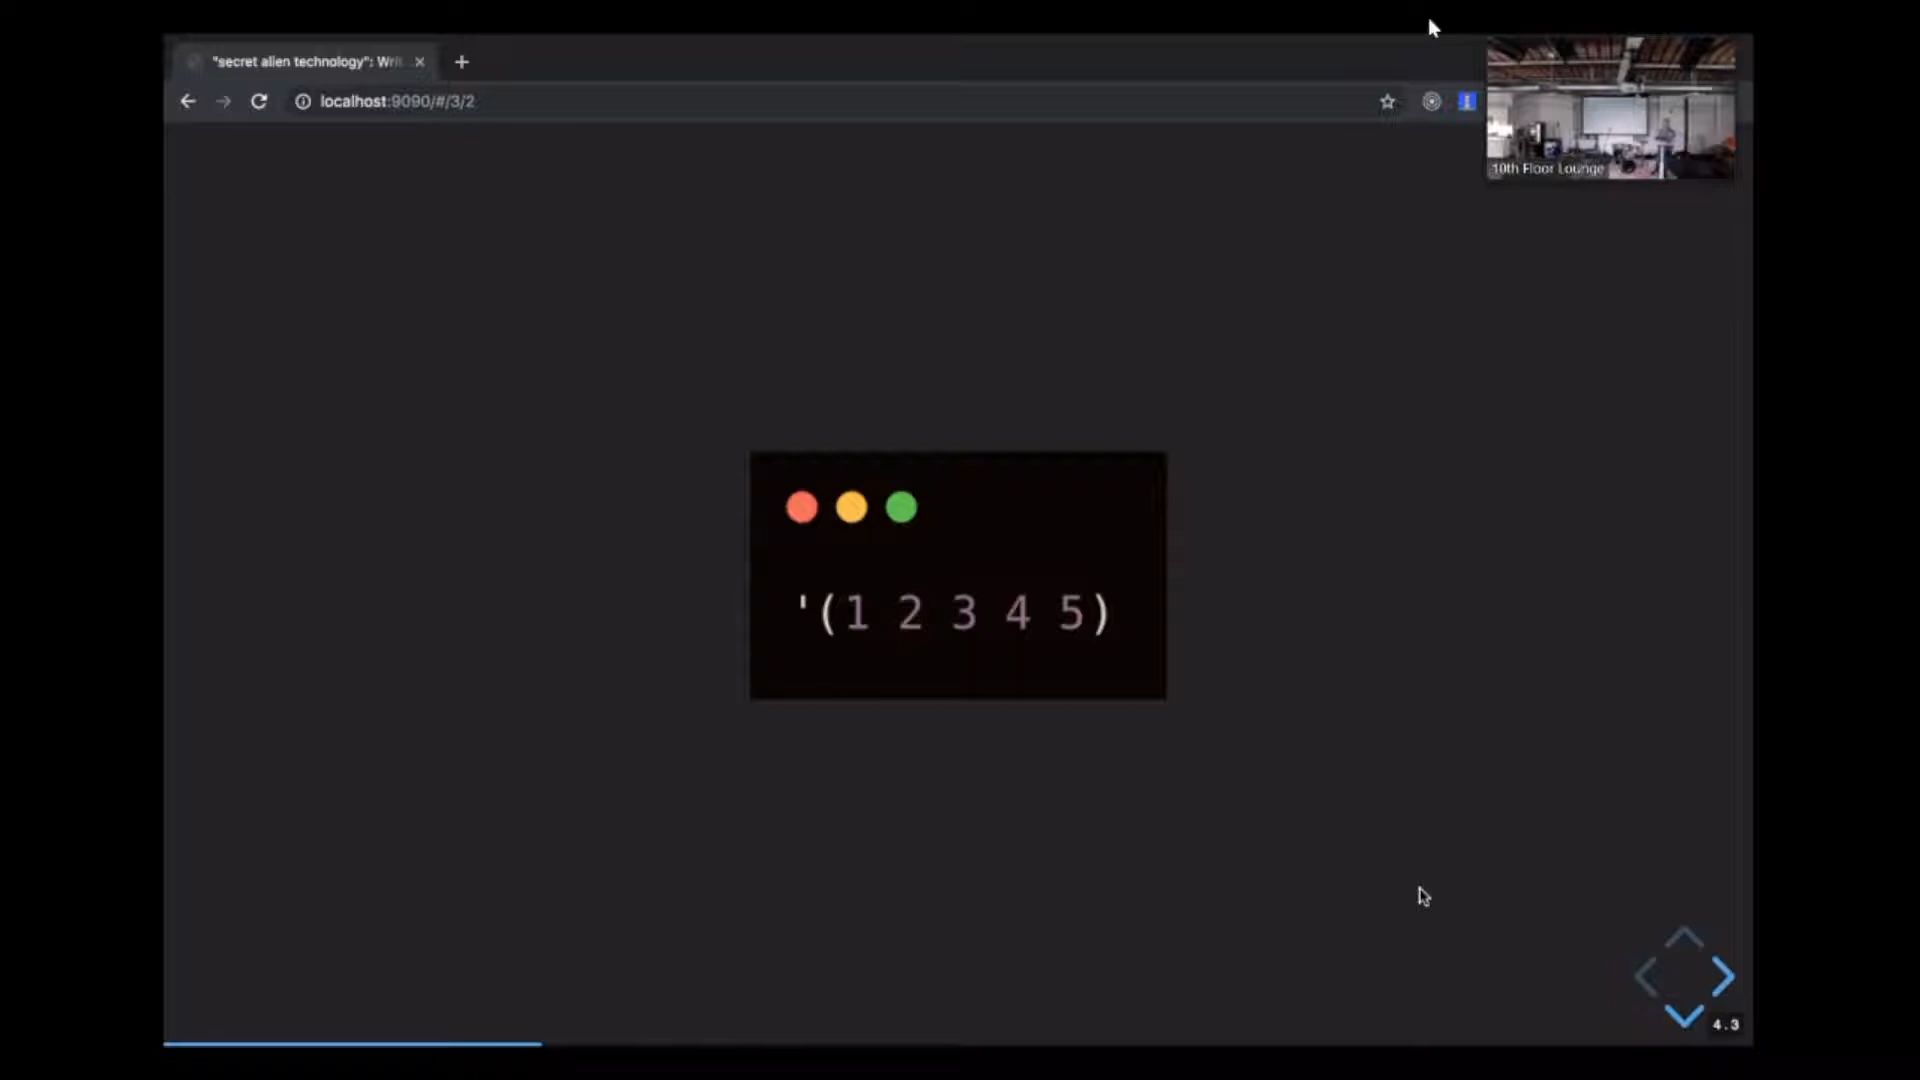 "secret alien technology": Wri
localhost:9090/#/3/2
10th Floor Lounge
'(1 2 3 4 5)
4.3